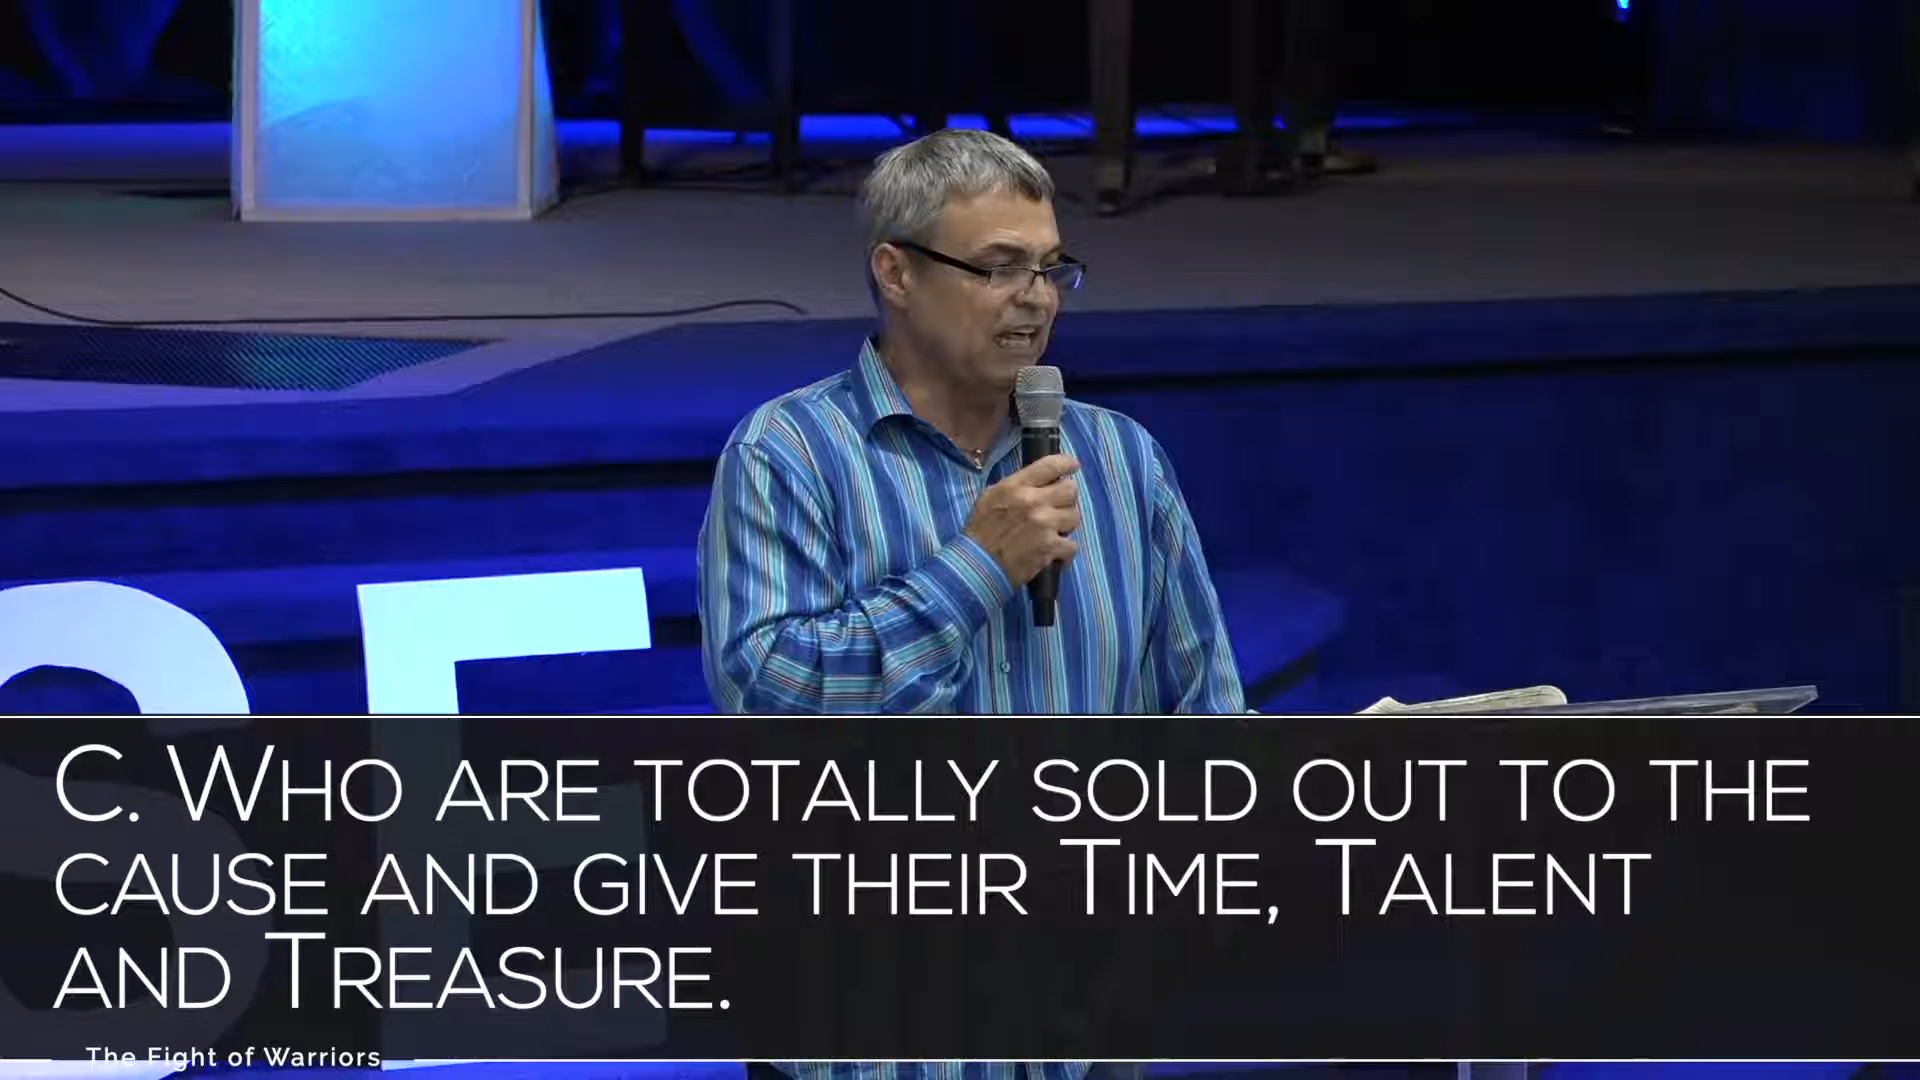 C. WHO ARE TOTALLY SOLD OUT TO THE
CAUSE AND GIVE THEIR TIME, TALENT
AND TREASURE.
The Fight of Warriors